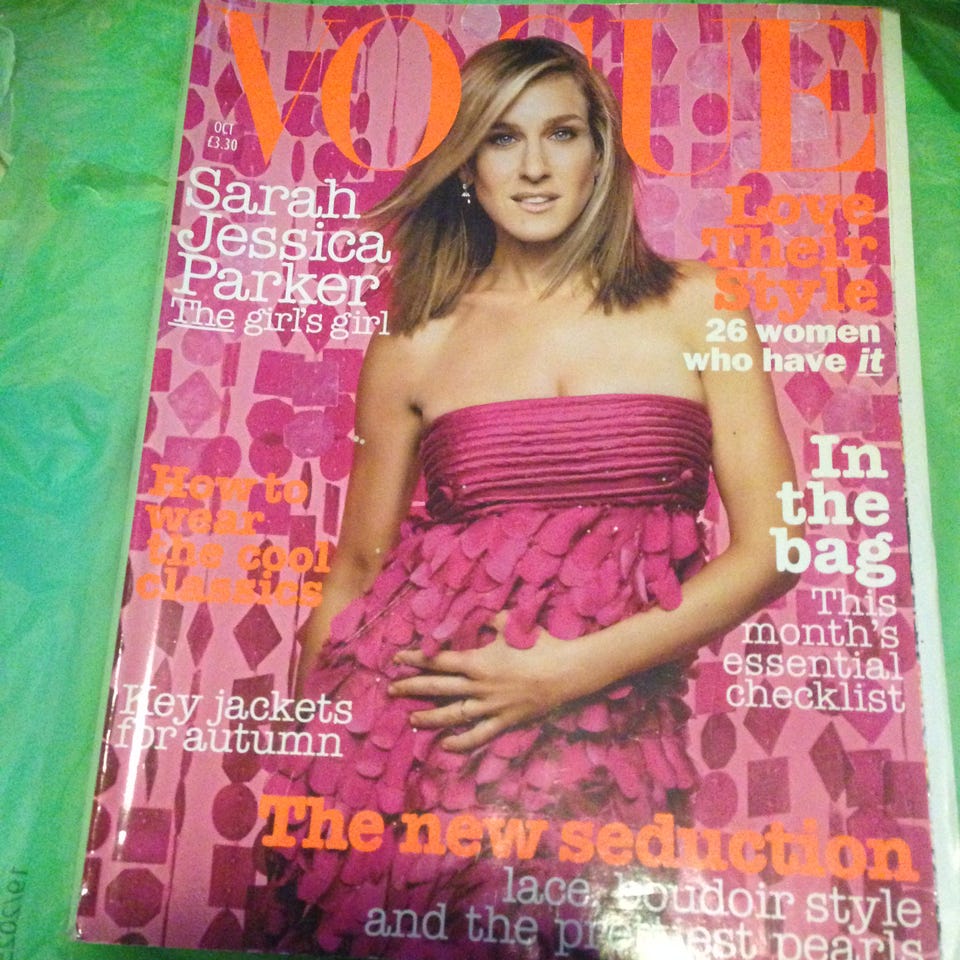 VOGUE
OCT
£3.30
Sarah
Jessica
Parker
The girl's girl
Love
Their
Style
26 women
who have it
How to
wear
the cool
classics
In
the
bag
This
month's
essential
checklist
Key jackets
for autumn
The new seduction
lace, boudoir style
and the prettiest pearls